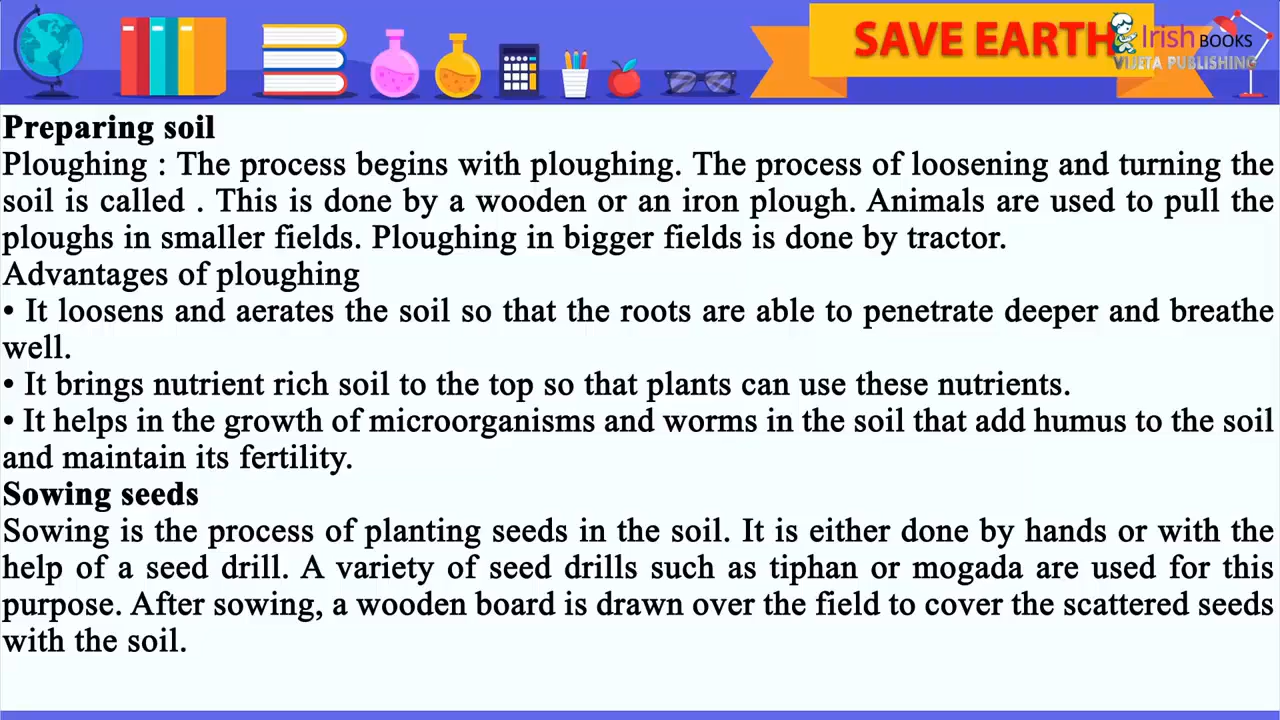 SAVE EARTH
Irish BOOKS
VIJETA PUBLISHING
Preparing soil
Ploughing : The process begins with ploughing. The process of loosening and turning the
soil is called . This is done by a wooden or an iron plough. Animals are used to pull the
ploughs in smaller fields. Ploughing in bigger fields is done by tractor.
Advantages of ploughing
• It loosens and aerates the soil so that the roots are able to penetrate deeper and breathe
well.
• It brings nutrient rich soil to the top so that plants can use these nutrients.
• It helps in the growth of microorganisms and worms in the soil that add humus to the soil
and maintain its fertility.
Sowing seeds
Sowing is the process of planting seeds in the soil. It is either done by hands or with the
help of a seed drill. A variety of seed drills such as tiphan or mogada are used for this
purpose. After sowing, a wooden board is drawn over the field to cover the scattered seeds
with the soil.